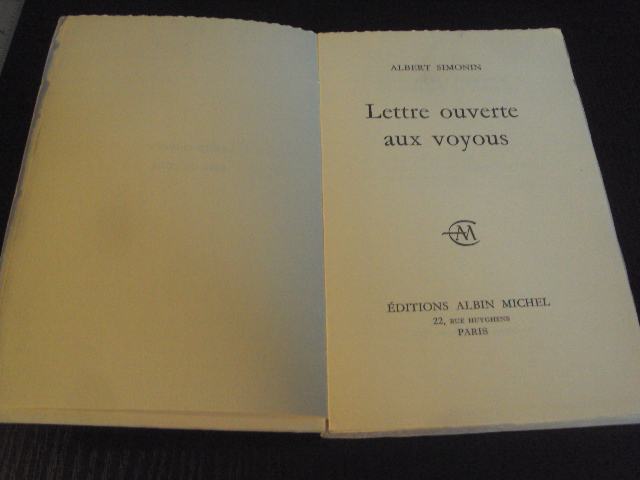 ALBERT SIMONIN
Lettre ouverte
aux voyous
AM
ÉDITIONS ALBIN MICHEL
22, RUE HUYGHENS
PARIS